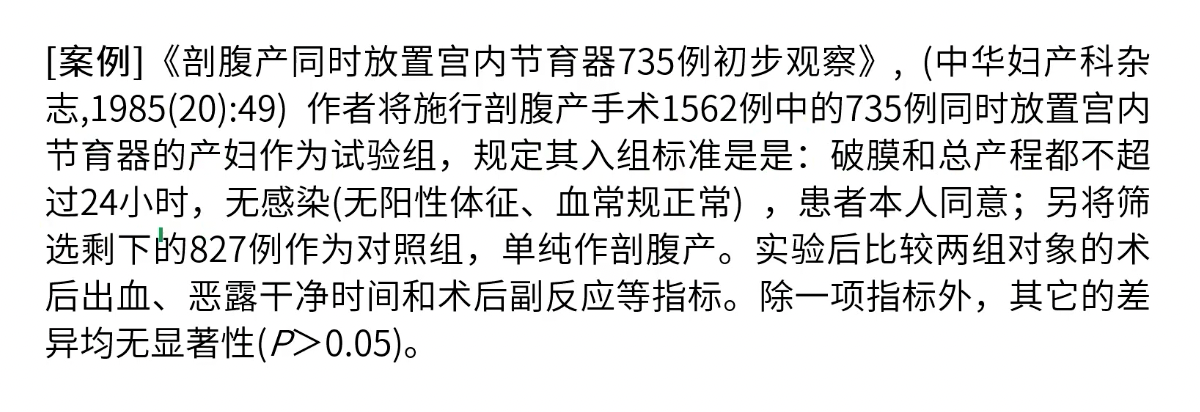 [案例]《剖腹产同时放置宫内节育器735例初步观察》, (中华妇产科杂
志,1985(20):49) 作者将施行剖腹产手术1562例中的735例同时放置宫内
节育器的产妇作为试验组，规定其入组标准是是：破膜和总产程都不超
过24小时，无感染(无阳性体征、血常规正常) ，患者本人同意；另将筛
选剩下的827例作为对照组，单纯作剖腹产。实验后比较两组对象的术
后出血、恶露干净时间和术后副反应等指标。除一项指标外，其它的差
异均无显著性(P＞0.05)。